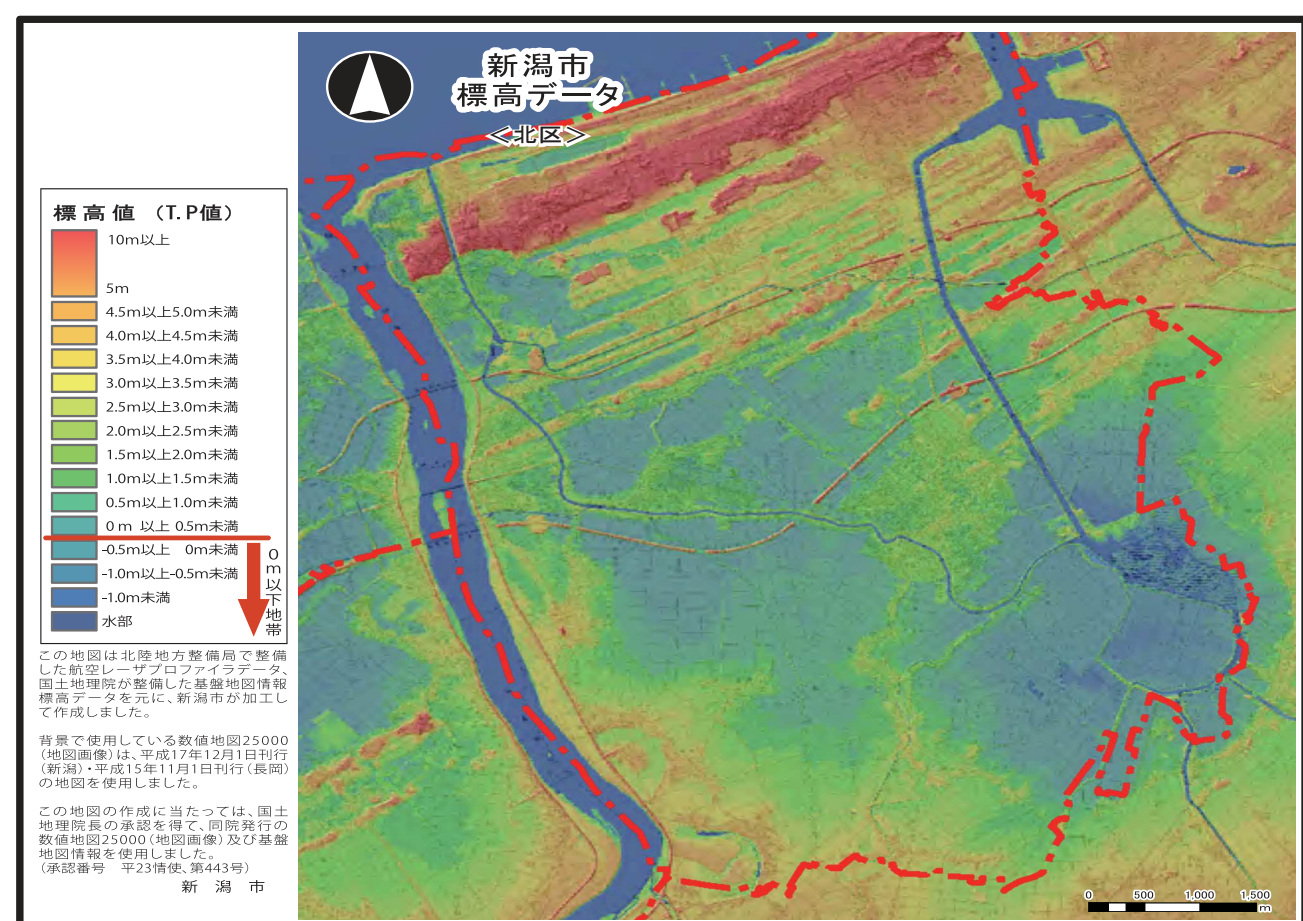 新潟市
標高データ
＜北区＞
標高値（T.P値）
10m以上
5m
4.5m以上5.0m未満
4.0m以上4.5m未満
3.5m以上4.0m未満
3.0m以上3.5m未満
2.5m以上3.0m未満
2.0m以上2.5m未満
1.5m以上2.0m未満
1.0m以上1.5m未満
0.5m以上1.0m未満
0m 以上 0.5m未満
-0.5m以上 0m未満
-1.0m以上-0.5m未満
-1.0m未満
水部
0m以下地帯
この地図は北陸地方整備局で整備
した航空レーザプロファイラデータ、
国土地理院が整備した基盤地図情報
標高データを元に、新潟市が加工し
て作成しました。
背景で使用している数値地図25000
（地図画像）は、平成17年12月1日刊行
（新潟）・平成15年11月1日刊行（長岡）
の地図を使用しました。
この地図の作成に当たっては、国土
地理院長の承認を得て、同院発行の
数値地図25000（地図画像）及び基盤
地図情報を使用しました。
（承認番号 平23情使、第443号）
新 潟 市
0 500 1,000 1,500
m